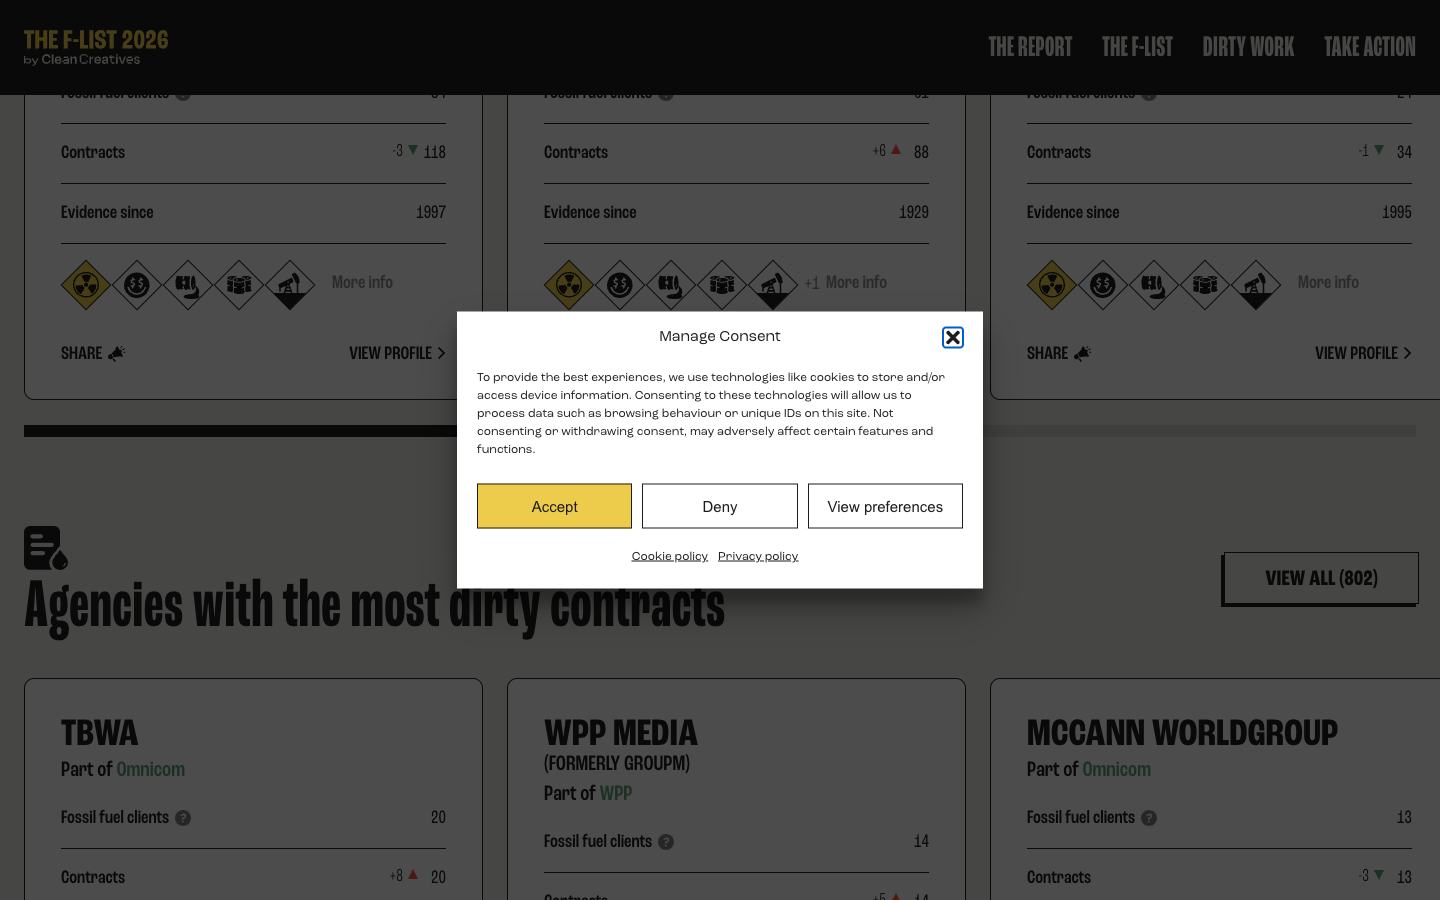 THE F-LIST 2026
by Clean Creatives
THE REPORT
THE F-LIST
DIRTY WORK
TAKE ACTION
Contracts
-3
118
Contracts
+6
88
Contracts
-1
34
Evidence since
1997
Evidence since
1929
Evidence since
1995
More info
+1
More info
More info
Manage Consent
To provide the best experiences, we use technologies like cookies to store and/or
access device information. Consenting to these technologies will allow us to
process data such as browsing behaviour or unique IDs on this site. Not
consenting or withdrawing consent, may adversely affect certain features and
functions.
Accept
Deny
View preferences
Cookie policy
Privacy policy
SHARE
VIEW PROFILE
SHARE
VIEW PROFILE
Agencies with the most dirty contracts
VIEW ALL (802)
TBWA
Part of Omnicom
Fossil fuel clients ?
20
Contracts
+8
20
WPP MEDIA
(FORMERLY GROUPM)
Part of WPP
Fossil fuel clients ?
14
Contracts
+5
14
MCCANN WORLDGROUP
Part of Omnicom
Fossil fuel clients ?
13
Contracts
-3
13